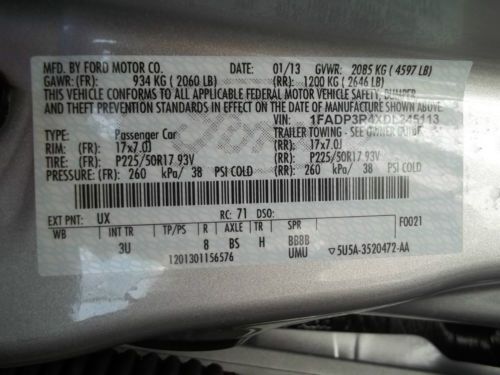 MFD. BY FORD MOTOR CO. DATE: 01/13 GVWR: 2085 KG (4597 LB)
GAWR: (FR): 934 KG (2060 LB) (RR): 1200 KG (2646 LB)
THIS VEHICLE CONFORMS TO ALL APPLICABLE FEDERAL MOTOR VEHICLE SAFETY, BUMPER
AND THEFT PREVENTION STANDARDS IN EFFECT ON THE DATE OF MANUFACTURE SHOWN ABOVE.
VIN: 1FADP3R4XDL245113
TYPE: Passenger Car TRAILER TOWING - SEE OWNER GUIDE
RIM: (FR): 17x7.0J (RR): 17x7.0J
TIRE: (FR): P225/50R17 93V (RR): P225/50R17 93V
PRESSURE: (FR): 260 kPa/ 38 PSI COLD (RR): 260 kPa/ 38 PSI COLD
EXT PNT: UX RC: 71 DSO: F0021
WB INT TR TP/PS R AXLE TR SPR
3U 8 BS H BBBB
1201301156576 UMU ▽5U5A-3520472-AA